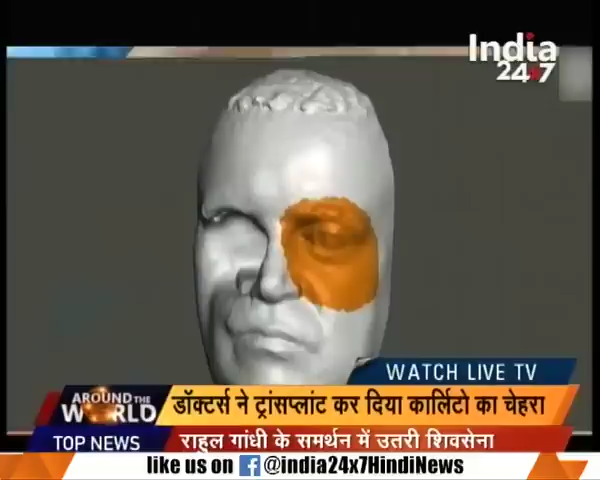 India
24x7
WATCH LIVE TV
AROUND THE
WORLD
डॉक्टर्स ने ट्रांसप्लांट कर दिया कार्लिटो का चेहरा
TOP NEWS
राहुल गांधी के समर्थन में उतरी शिवसेना
like us on f @india24x7HindiNews